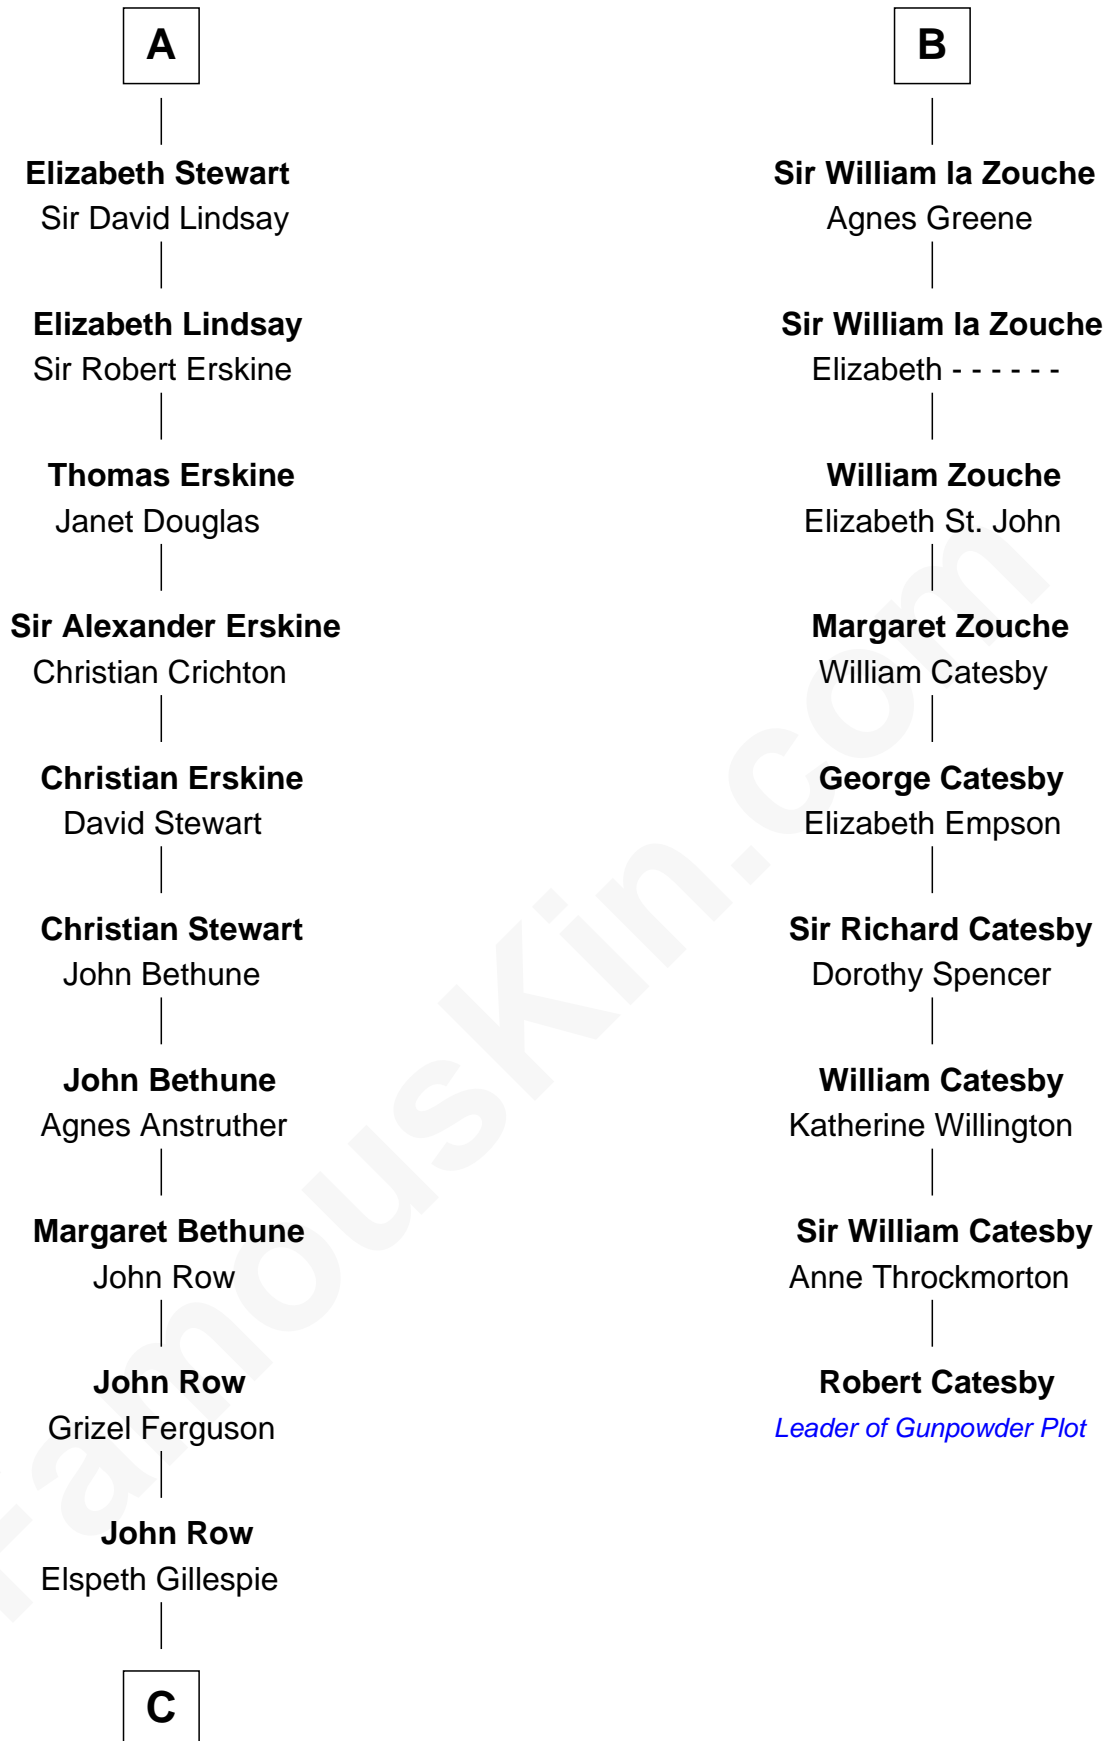 A
Elizabeth Stewart
Sir David Lindsay
Elizabeth Lindsay
Sir Robert Erskine
Thomas Erskine
Janet Douglas
Sir Alexander Erskine
Christian Crichton
Christian Erskine
David Stewart
Christian Stewart
John Bethune
John Bethune
Agnes Anstruther
Margaret Bethune
John Row
John Row
Grizel Ferguson
John Row
Elspeth Gillespie
C
B
Sir William la Zouche
Agnes Greene
Sir William la Zouche
Elizabeth - - - - - -
William Zouche
Elizabeth St. John
Margaret Zouche
William Catesby
George Catesby
Elizabeth Empson
Sir Richard Catesby
Dorothy Spencer
William Catesby
Katherine Willington
Sir William Catesby
Anne Throckmorton
Robert Catesby
Leader of Gunpowder Plot
FamousKin.com